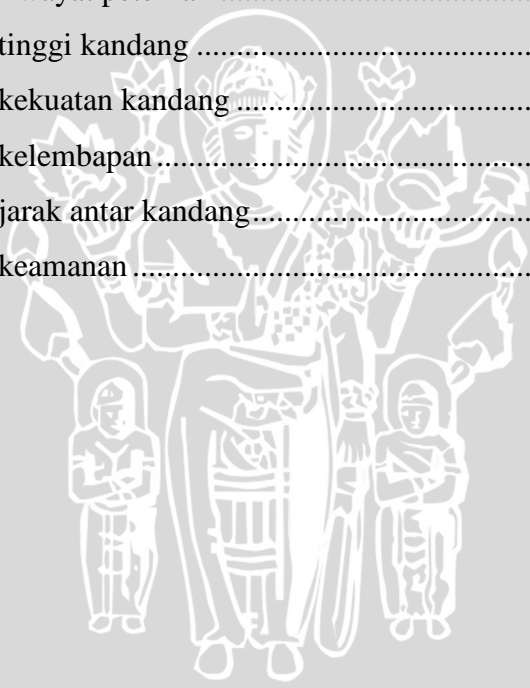 tinggi kandang ..........................................
kekuatan kandang ......................................
kelembapan ................................................
jarak antar kandang....................................
keamanan ...................................................